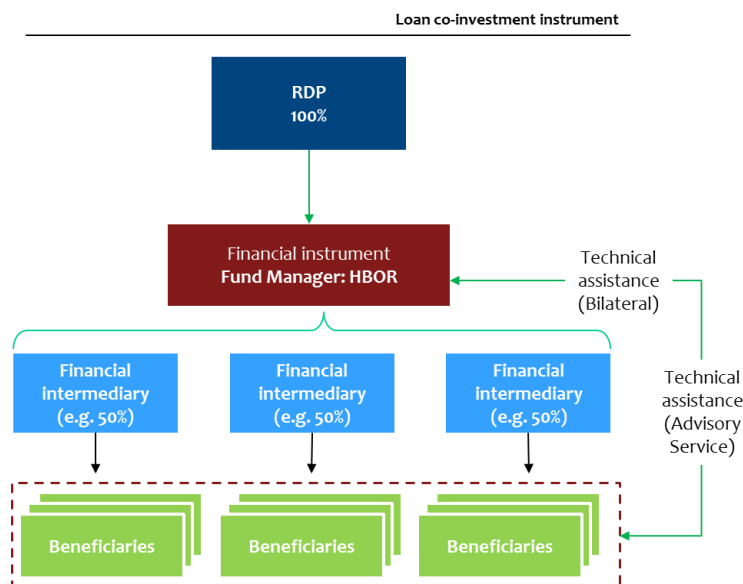 Loan co-investment instrument
RDP
100%
Financial instrument
Fund Manager: HBOR
Technical
assistance
(Bilateral)
Financial
intermediary
(e.g. 50%)
Financial
intermediary
(e.g. 50%)
Financial
intermediary
(e.g. 50%)
Technical
assistance
(Advisory
Service)
Beneficiaries
Beneficiaries
Beneficiaries